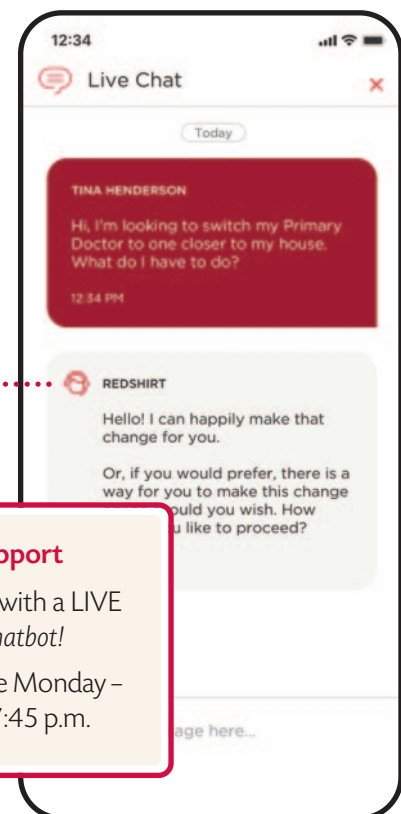 12:34
Live Chat
Today
TINA HENDERSON
Hi, I'm looking to switch my Primary
Doctor to one closer to my house.
What do I have to do?
12:34 PM
REDSHIRT
Hello! I can happily make that
change for you.
Or, if you would prefer, there is a
way for you to make this change
ould you wish. How
u like to proceed?
pport
with a LIVE
hatbot!
e Monday –
7:45 p.m.
age here...